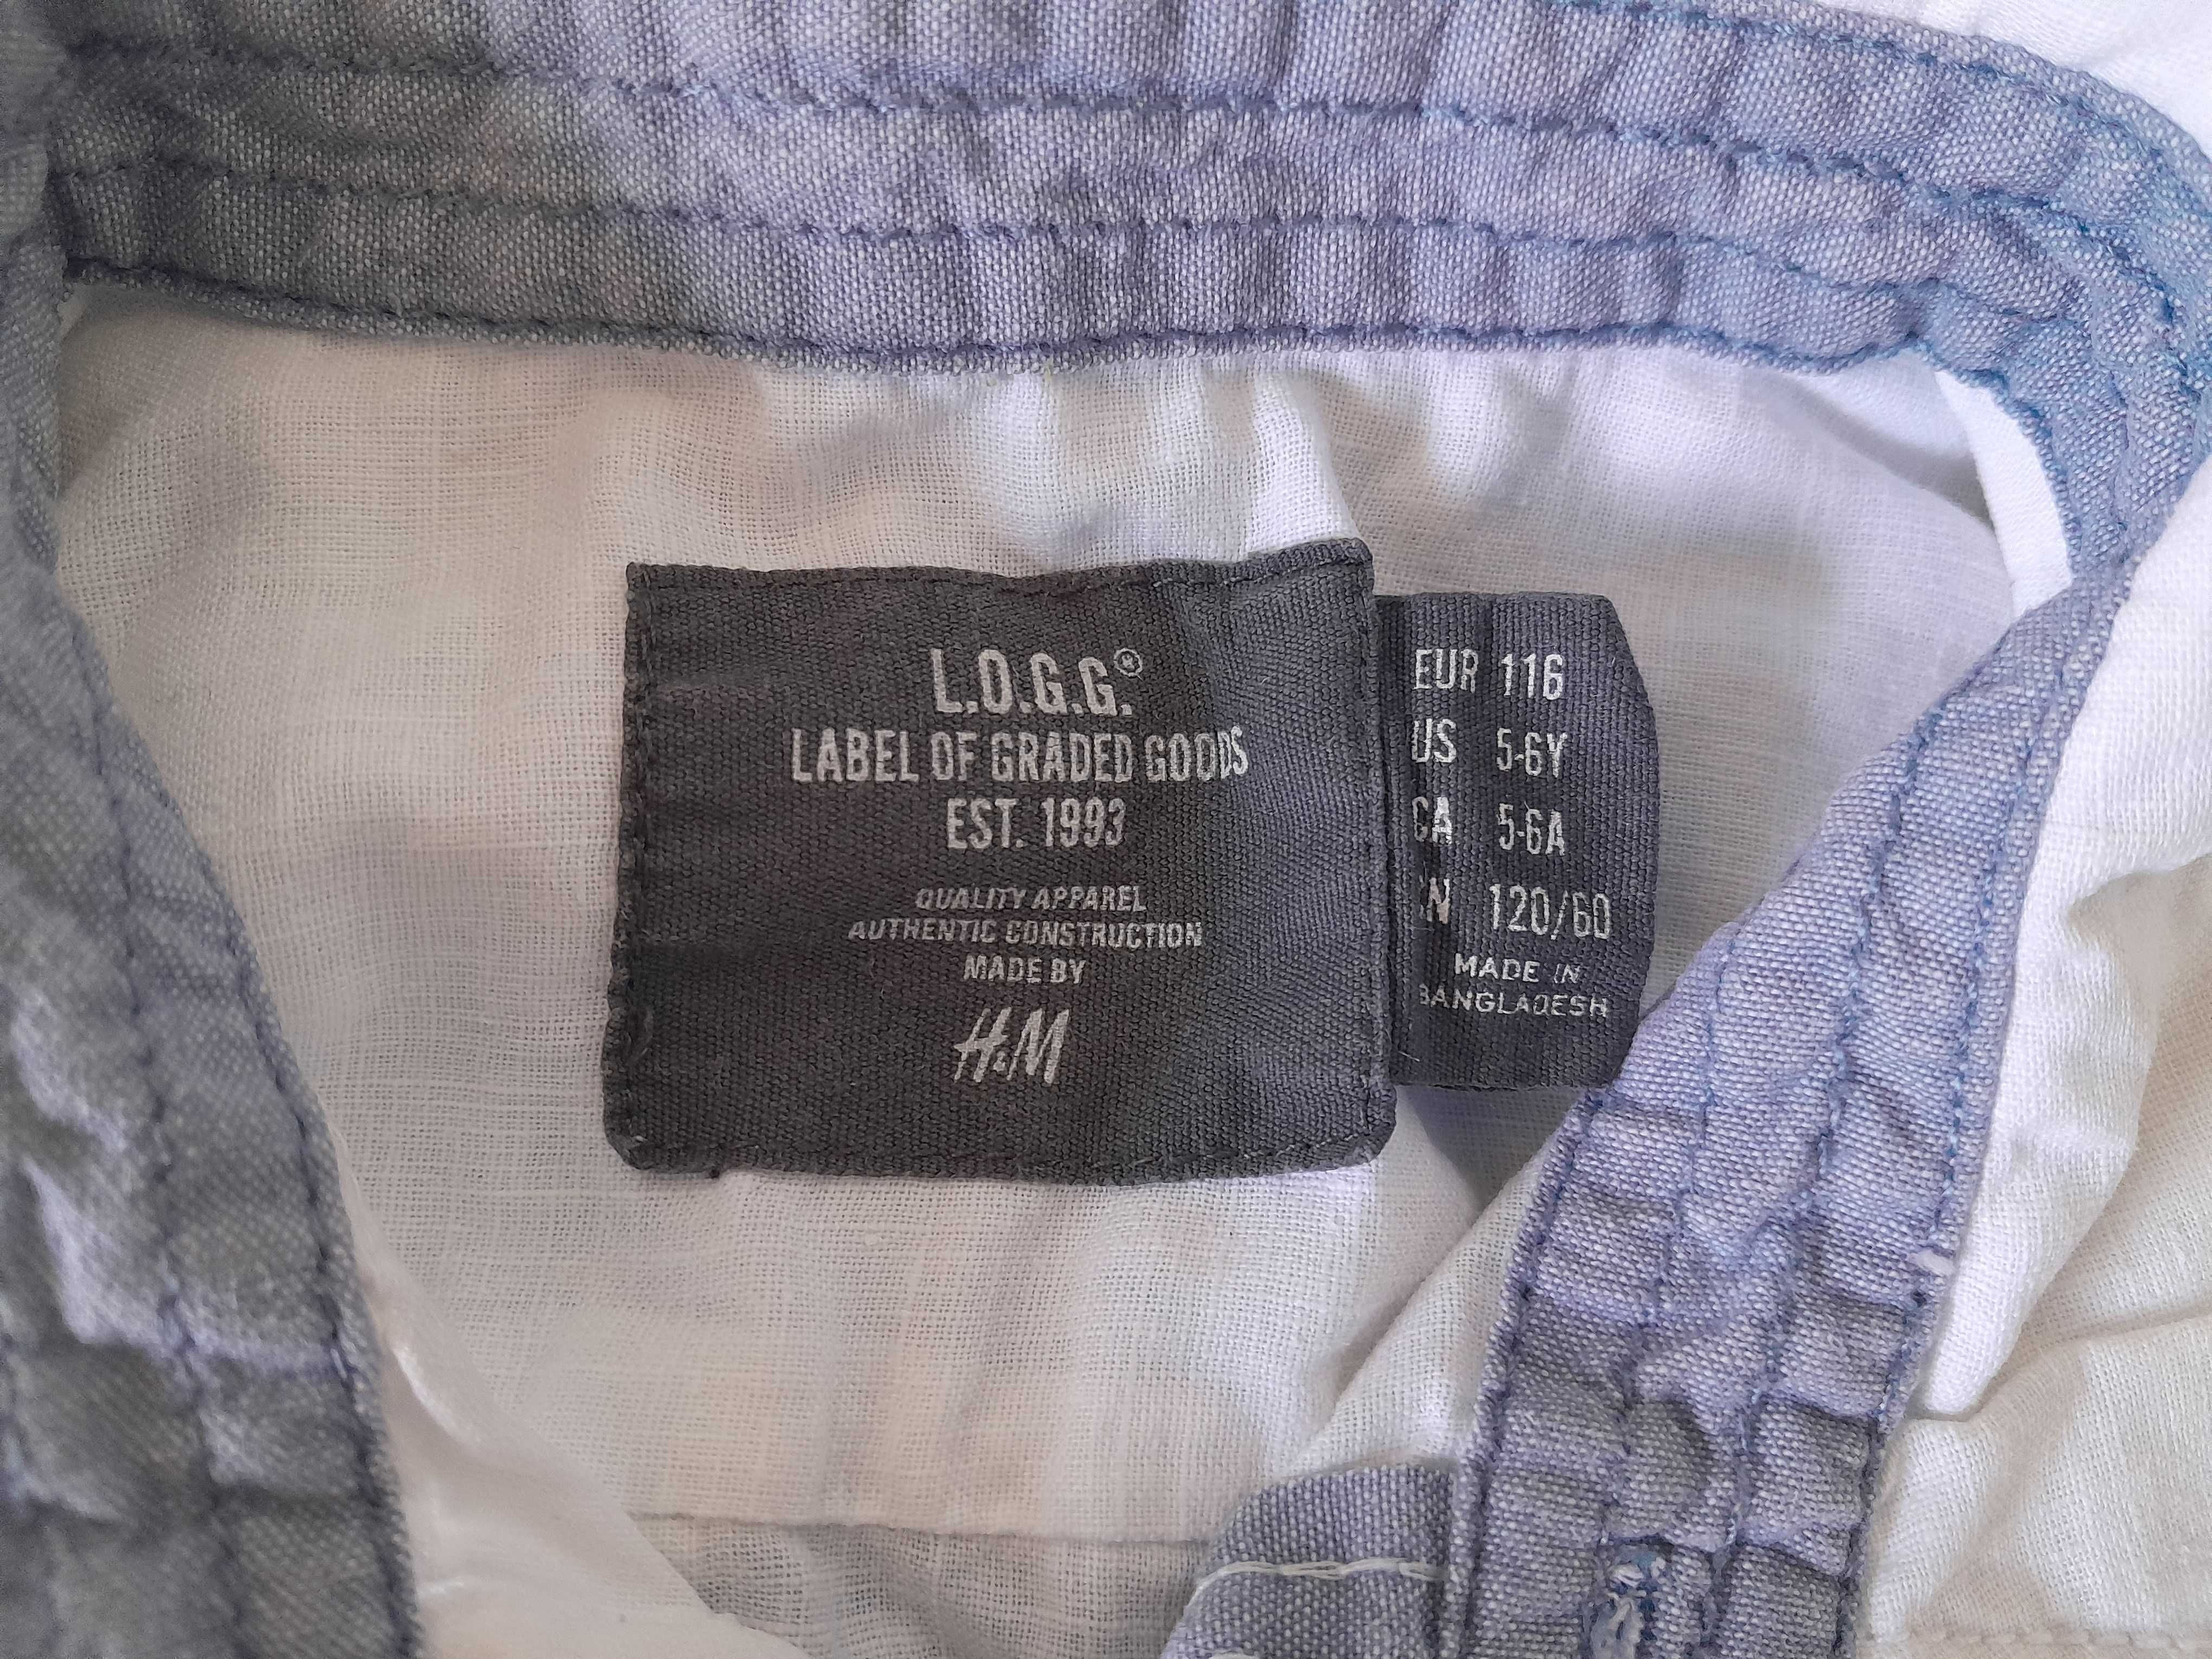 L.O.G.G.®
LABEL OF GRADED GOODS
EST. 1993
QUALITY APPAREL
AUTHENTIC CONSTRUCTION
MADE BY
H&M
EUR 116
US 5-6Y
CA 5-6A
CN 120/60
MADE IN
BANGLADESH